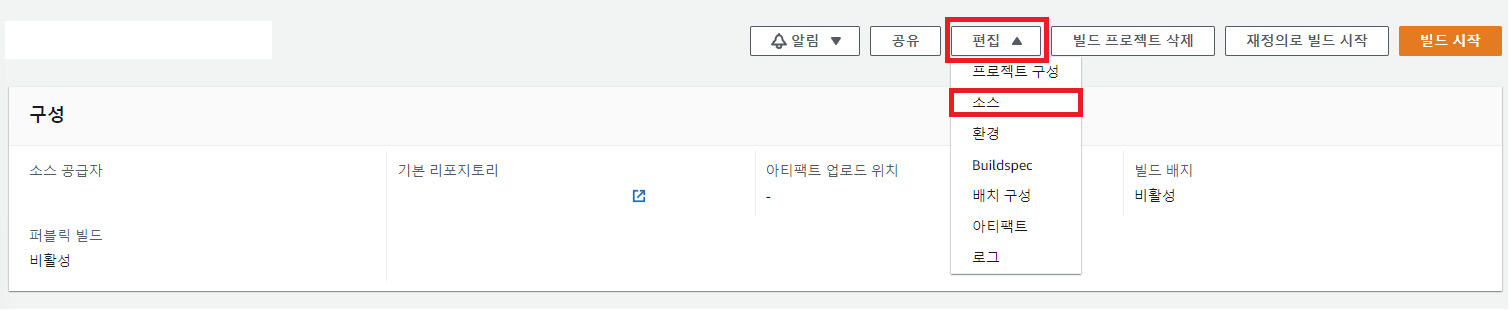 알림 공유 편집 빌드 프로젝트 삭제 재정의로 빌드 시작 빌드 시작
프로젝트 구성
소스
환경
Buildspec
배치 구성
아티팩트
로그
구성
소스 공급자 기본 리포지토리 아티팩트 업로드 위치 빌드 배지
- 비활성
퍼블릭 빌드
비활성